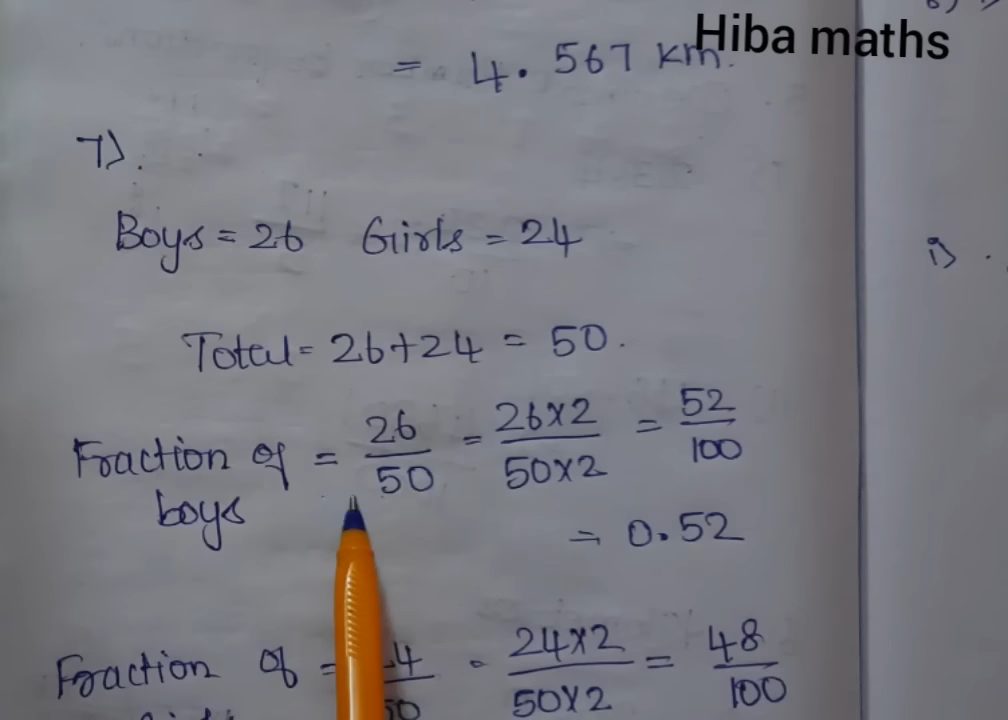 Hiba maths
= 4.567 km.
7).
Boys = 26 Girls = 24
Total = 26+24 = 50.
Fraction of boys = 26/50 = 26×2/50×2 = 52/100
= 0.52
Fraction of = 24×2/50×2 = 48/100
i)